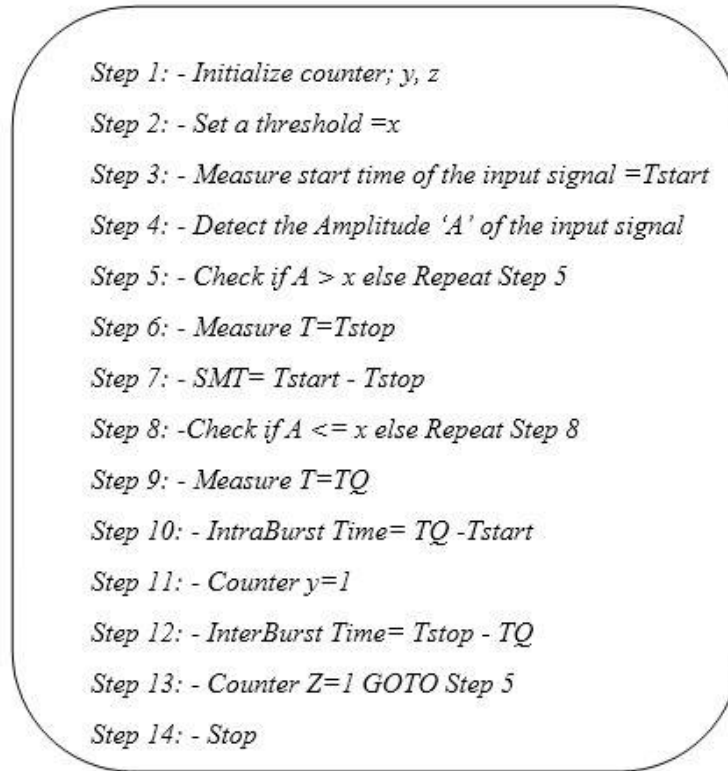 Step 1: - Initialize counter; y, z
Step 2: - Set a threshold =x
Step 3: - Measure start time of the input signal =Tstart
Step 4: - Detect the Amplitude ‘A’ of the input signal
Step 5: - Check if A > x else Repeat Step 5
Step 6: - Measure T=Tstop
Step 7: - SMT= Tstart - Tstop
Step 8: -Check if A <= x else Repeat Step 8
Step 9: - Measure T=TQ
Step 10: - IntraBurst Time= TQ -Tstart
Step 11: - Counter y=1
Step 12: - InterBurst Time= Tstop - TQ
Step 13: - Counter Z=1 GOTO Step 5
Step 14: - Stop